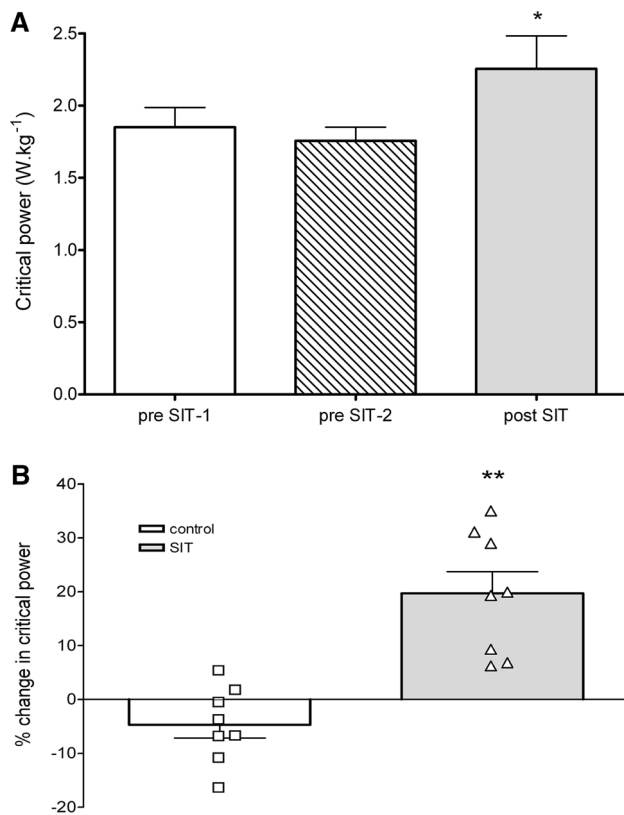 A
Critical power (W.kg-1)
2.5
2.0
1.5
1.0
0.5
0.0
*
pre SIT-1
pre SIT-2
post SIT
B
% change in critical power
40
30
20
10
0
-10
-20
control
SIT
**